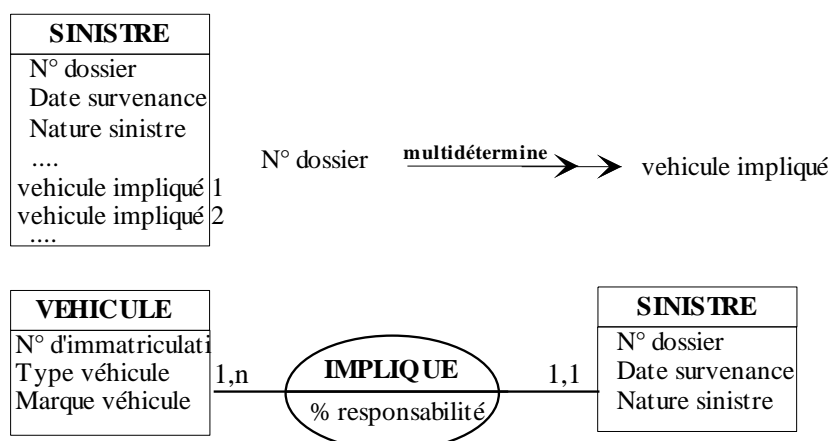 SINISTRE
N° dossier
Date survenance
Nature sinistre
....
vehicule impliqué 1
vehicule impliqué 2
....
N° dossier multidétermine vehicule impliqué
VEHICULE
N° d'immatriculati
Type véhicule
Marque véhicule
1,n
IMPLIQUE
% responsabilité
1,1
SINISTRE
N° dossier
Date survenance
Nature sinistre